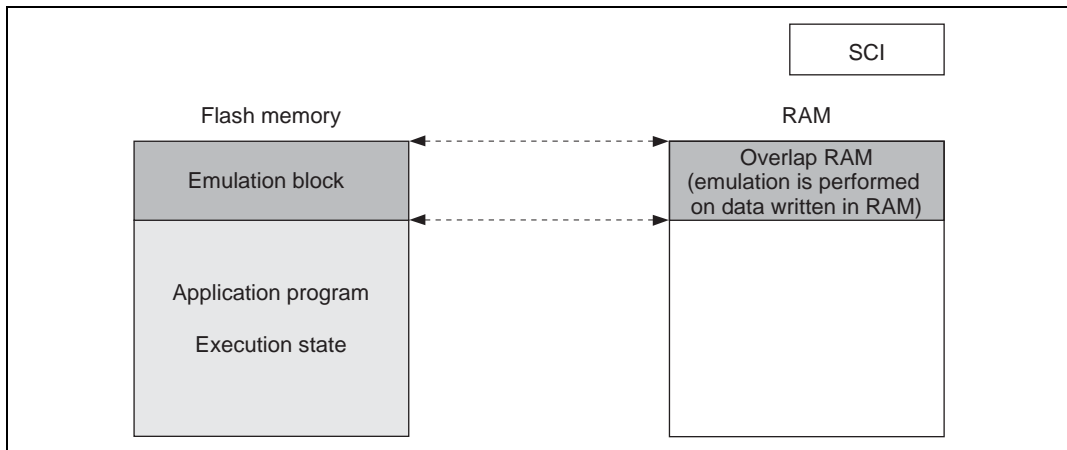 SCI
Flash memory
RAM
Emulation block
Overlap RAM
(emulation is performed
on data written in RAM)
Application program
Execution state